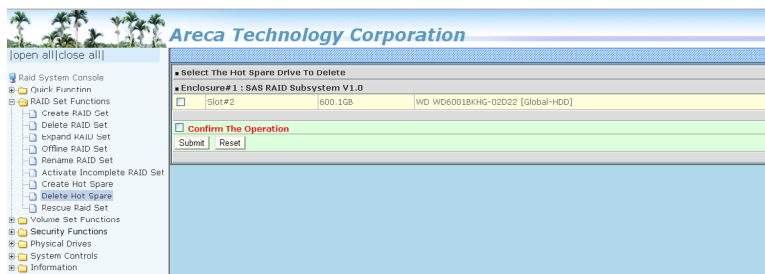 Areca Technology Corporation
|open all|close all|
Raid System Console
Quick Function
RAID Set Functions
Create RAID Set
Delete RAID Set
Expand RAID Set
Offline RAID Set
Rename RAID Set
Activate Incomplete RAID Set
Create Hot Spare
Delete Hot Spare
Rescue Raid Set
Volume Set Functions
Security Functions
Physical Drives
System Controls
Information
Select The Hot Spare Drive To Delete
Enclosure#1 : SAS RAID Subsystem V1.0
Slot#2 600.1GB WD WD6001BKHG-02D22 [Global-HDD]
Confirm The Operation
Submit Reset